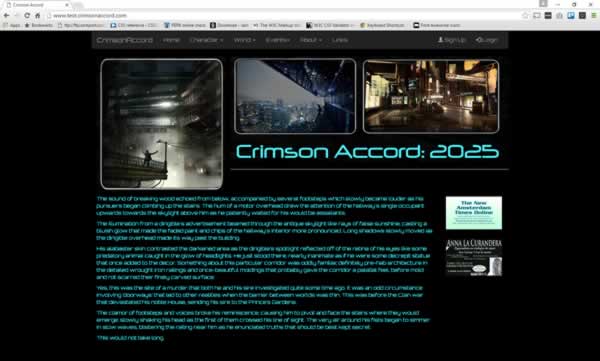 Crimson Accord
www.test.crimsonaccord.com
Apps
Bookmarks
CrimsonAccord Home Character World Events About Links Sign Up Login
Crimson Accord: 2025
The sound of breaking wood echoed from below, accompanied by several footsteps which slowly became louder as his
pursuers began climbing up the stairs. The hum of a motor overhead drew the attention of the hallway's single occupant
upwards towards the skylight above him as he patiently waited for his would be assailants.
The illumination from a dirigible's advertisement beamed through the antique skylight like rays of false sunshine, casting a
bluish glow that made the faded paint and chips of the hallway's interior more pronounced. Long shadows slowly moved as
the dirigible overhead made its way past the building.
His alabaster skin contrasted the darkened area as the dirigible's spotlight reflected off of the retina of his eyes like some
predatory animal caught in the glow of headlights. He just stood there, nearly inanimate as if he were some decrepit statue
that once added to the decor. Something about this particular corridor was oddly familiar, definitely pre-Fall architecture in
the detailed wrought iron railings and once-beautiful moldings that probably gave the corridor a palatial feel, before mold
and rot scarred their finely carved surface.
Yes, this was the site of a murder that both he and his sire investigated quite some time ago. It was an odd circumstance
involving 'doorways' that led to other realities when the barrier between worlds was thin. This was before the Clan war
that devastated his noble House, sending his sire to the Prince's Gardens.
The clamor of footsteps and voices broke his reminiscence, causing him to pivot and face the stairs where they would
emerge slowly shaking his head as the first of them crossed his line of sight. The very air around his fists began to simmer
in slow waves, blistering the railing near him as he enunciated truths that should be best kept secret.
'This would not take long.
The New
Amsterdam
Times Online
ANNA LA CURANDERA